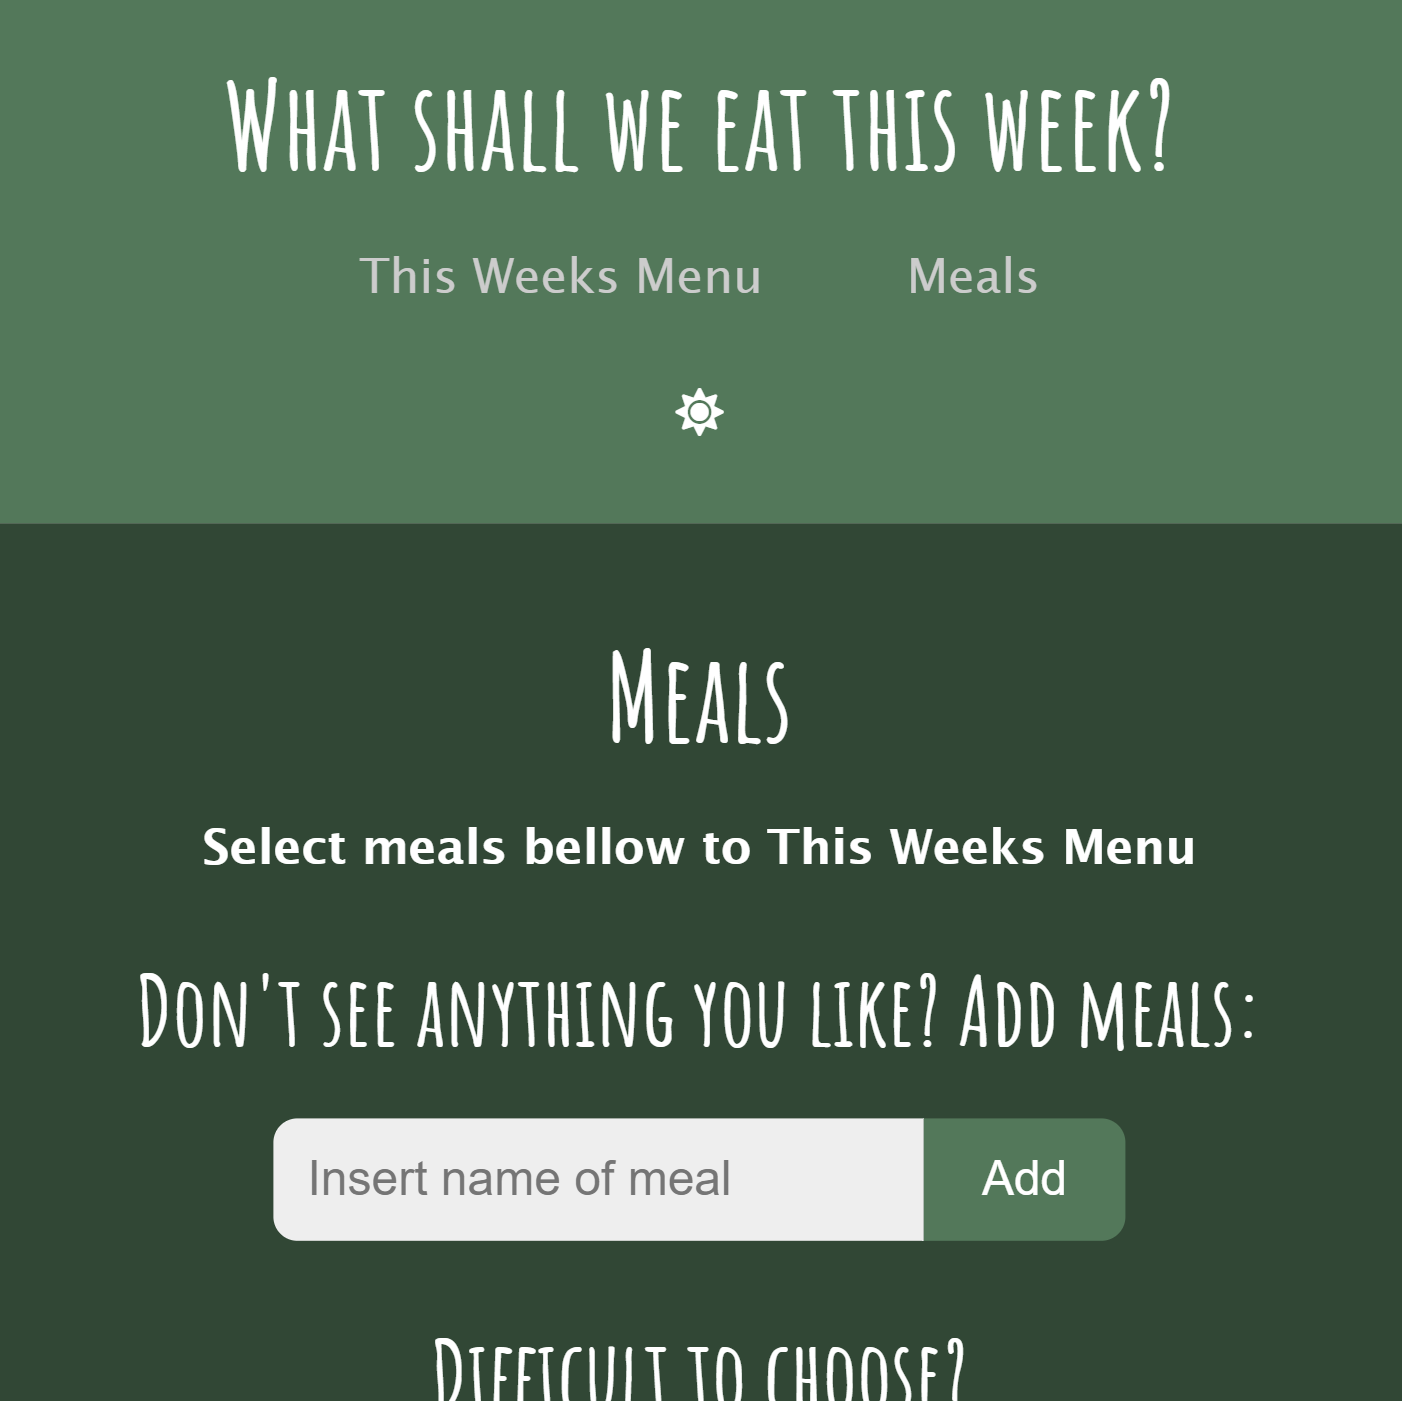 What shall we eat this week?
This Weeks Menu Meals
Meals
Select meals bellow to This Weeks Menu
Don't see anything you like? Add meals:
Insert name of meal Add
Difficult to choose?